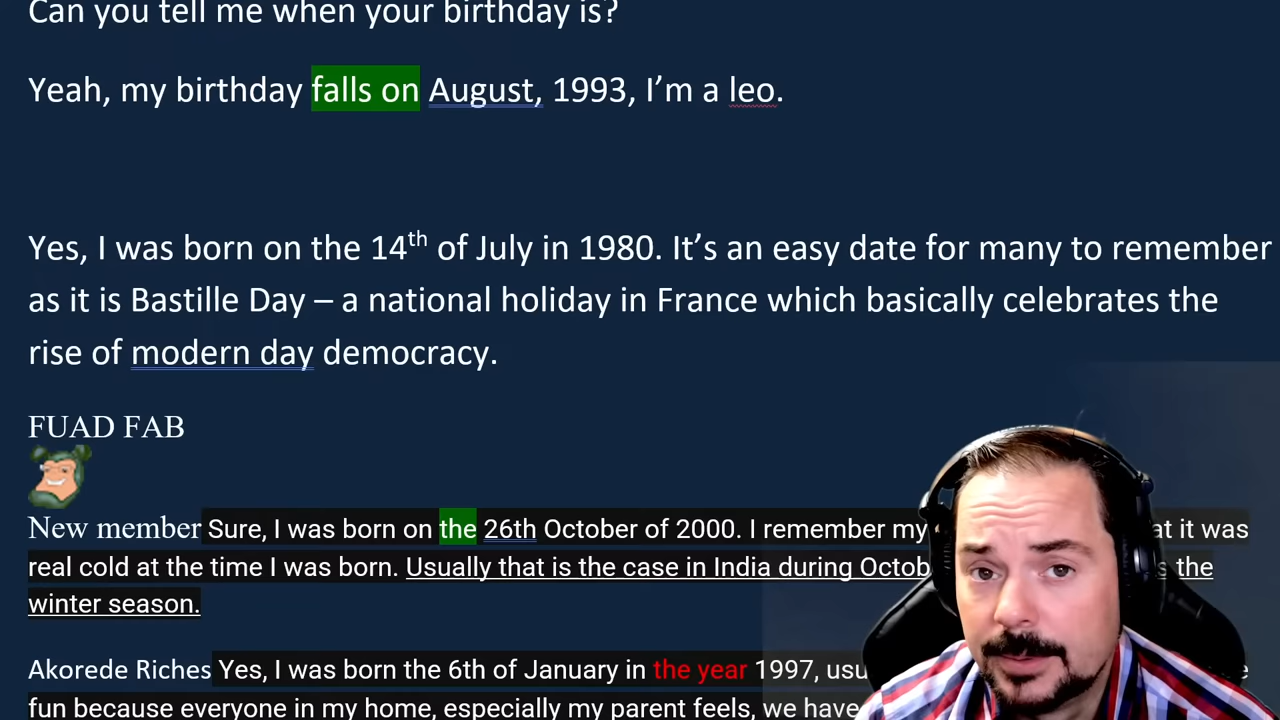 Can you tell me when your birthday is?
Yeah, my birthday falls on August, 1993, I’m a leo.
Yes, I was born on the 14th of July in 1980. It’s an easy date for many to remember
as it is Bastille Day – a national holiday in France which basically celebrates the
rise of modern day democracy.
FUAD FAB
New member Sure, I was born on the 26th October of 2000. I remember my at it was
real cold at the time I was born. Usually that is the case in India during Octob the
winter season.
Akorede Riches Yes, I was born the 6th of January in the year 1997, usu
fun because everyone in my home, especially my parent feels, we have